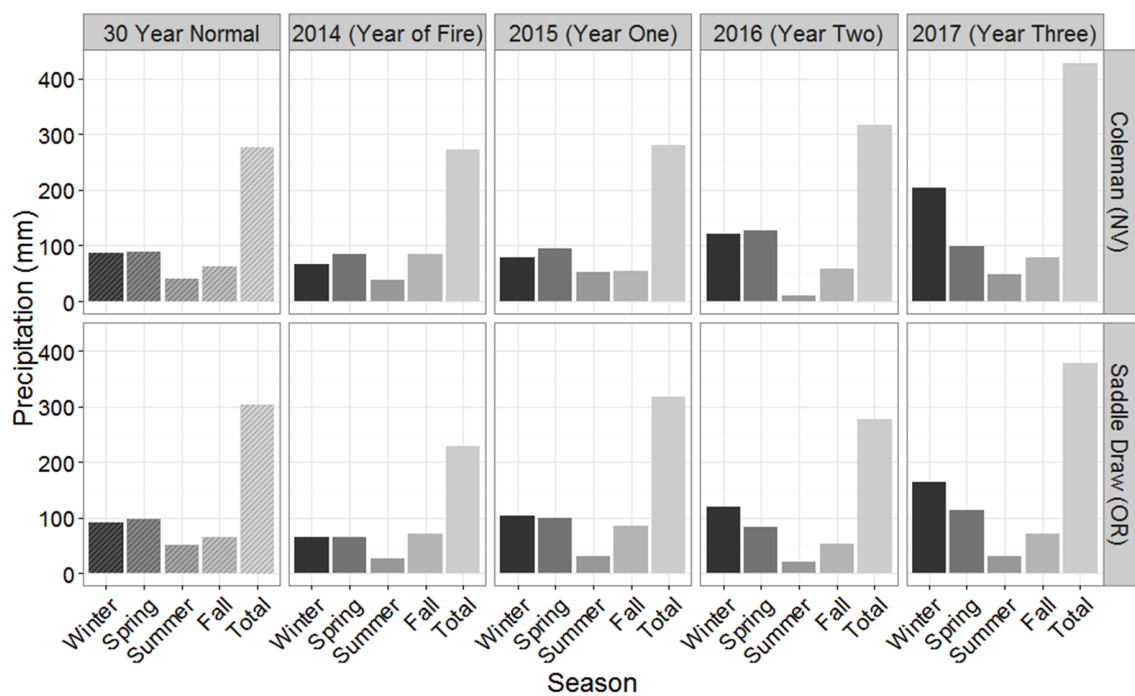 30 Year Normal
2014 (Year of Fire)
2015 (Year One)
2016 (Year Two)
2017 (Year Three)
Precipitation (mm)
400
300
200
100
0
Coleman (NV)
400
300
200
100
0
Saddle Draw (OR)
Winter
Spring
Summer
Fall
Total
Winter
Spring
Summer
Fall
Total
Winter
Spring
Summer
Fall
Total
Winter
Spring
Summer
Fall
Total
Winter
Spring
Summer
Fall
Total
Season